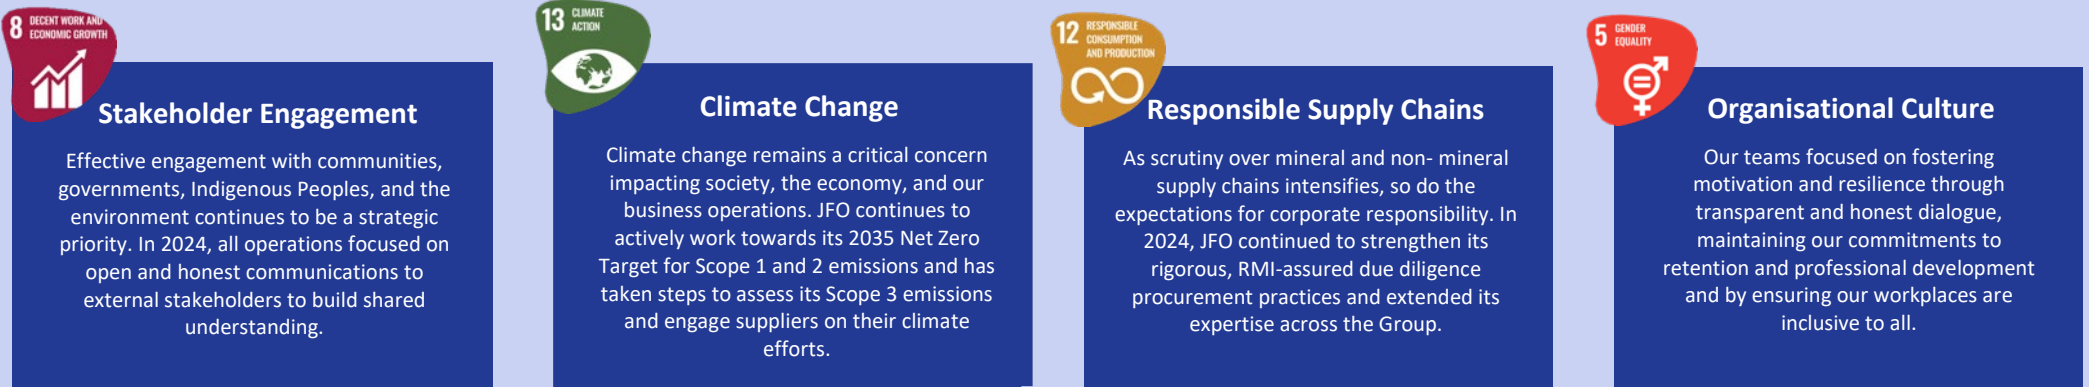 8 DECENT WORK AND
ECONOMIC GROWTH
Stakeholder Engagement
Effective engagement with communities,
governments, Indigenous Peoples, and the
environment continues to be a strategic
priority. In 2024, all operations focused on
open and honest communications to
external stakeholders to build shared
understanding.
13 CLIMATE
ACTION
Climate Change
Climate change remains a critical concern
impacting society, the economy, and our
business operations. JFO continues to
actively work towards its 2035 Net Zero
Target for Scope 1 and 2 emissions and has
taken steps to assess its Scope 3 emissions
and engage suppliers on their climate
efforts.
12 RESPONSIBLE
CONSUMPTION
AND PRODUCTION
Responsible Supply Chains
As scrutiny over mineral and non- mineral
supply chains intensifies, so do the
expectations for corporate responsibility. In
2024, JFO continued to strengthen its
rigorous, RMI-assured due diligence
procurement practices and extended its
expertise across the Group.
5 GENDER
EQUALITY
Organisational Culture
Our teams focused on fostering
motivation and resilience through
transparent and honest dialogue,
maintaining our commitments to
retention and professional development
and by ensuring our workplaces are
inclusive to all.